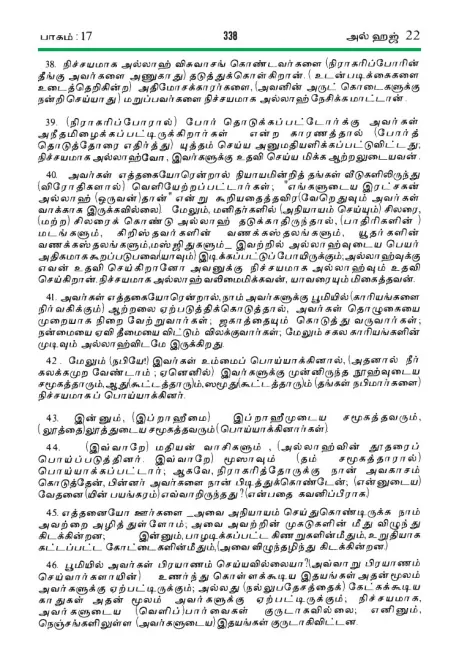 பாகம்: 17 338 அல் ஹஜ் 22
38. நிச்சயமாக அல்லாஹ் விசுவாசங் கொண்டவர்களை (நிராகரிப்போரின்
தீங்கு அவர்களை அணுகாது) தடுத்துக்கொள்கிறான். ( உடன்படிக்கைகளை
உடைத்தெறிகின்ற) அதிமோசக்காரர்களை, (அவனின் அருட் கொடைகளுக்கு
நன்றி செய்யாது ) மறுப்பவர்களை நிச்சயமாக அல்லாஹ் நேசிக்கமாட்டான் .
39. (நிராகரிப்போரால்) போர் தொடுக்கப்பட்டோர்க்கு அவர்கள்
அநீதமிழைக்கப்பட்டிருக்கிறார்கள் என்ற காரணத்தால் (போர்த்
தொடுத்தோரை எதிர்த்து) யுத்தம் செய்ய அனுமதியளிக்கப்பட்டுவிட்டது;
நிச்சயமாக அல்லாஹ்வோ, இவர்களுக்கு உதவி செய்ய மிக்க ஆற்றலுடையவன்.
40. அவர்கள் எத்தகையோரென்றால் நியாயமின்றித் தங்கள் வீடுகளிலிருந்து
(விரோதிகளால்) வெளியேற்றப்பட்டார்கள்; "எங்களுடைய இரட்சகன்
அல்லாஹ் (ஒருவன்)தான்" என்று கூறியதைத்தவிர(வேறெதுவும் அவர்கள்
வாக்காக இருக்கவில்லை). மேலும், மனிதர்களில் (அநியாயம் செய்யும்) சிலரை,
(மற்ற) சிலரைக் கொண்டு அல்லாஹ் தடுக்காதிருந்தால், (பாதிரிகளின் )
மடங்களும், கிறிஸ்தவர்களின் வணக்கஸ்தலங்களும், யூதர்களின்
வணக்கஸ்தலங்களும்,மஸ்ஜிதுகளும்_ இவற்றில் அல்லாஹ்வுடைய பெயர்
அதிகமாககூறப்படுபவை(யாவும்) இடிக்கப்பட்டுப்போயிருக்கும்;அல்லாஹ்வுக்கு
எவன் உதவி செய்கிறானோ அவனுக்கு நிச்சயமாக அல்லாஹ்வும் உதவி
செய்கிறான். நிச்சயமாக அல்லாஹ் வலிமைமிக்கவன், யாவரையும் மிகைத்தவன்.
41. அவர்கள் எத்தகையோரென்றால்,நாம் அவர்களுக்கு பூமியில் (காரியங்களை
நிர்வகிக்கும்) ஆற்றலை ஏற்படுத்திக்கொடுத்தால், அவர்கள் தொழுகையை
முறையாக நிறை வேற்றுவார்கள்; ஜகாத்தையும் கொடுத்து வருவார்கள்;
நன்மையை ஏவி தீமையை விட்டும் விலக்குவார்கள்; மேலும் சகல காரியங்களின்
முடிவும் அல்லாஹ்விடமே இருக்கிறது.
42 . மேலும் (நபியே!) இவர்கள் உம்மைப் பொய்யாக்கினால், (அதனால் நீர்
கலக்கமுற வேண்டாம் ; ஏனெனில்) இவர்களுக்கு முன்னிருந்த நூஹ்வுடைய
சமூகத்தாரும்,ஆது(கூட்டத்தாரு)ம்,ஸமூது(கூட்டத்தாரு)ம் (தங்கள் நபிமார்களை)
நிச்சயமாகப் பொய்யாக்கினர்.
43. இன்னும், (இப்றாஹீமை) இப்றாஹீமுடைய சமூகத்தவரும்,
(லூத்தை)லூத்துடைய சமூகத்தவரும் (பொய்யாக்கினார்கள்).
44. (இவ்வாறே) மதியன் வாசிகளும் , (அல்லாஹ்வின் தூதரைப்
பொய்ப்படுத்தினர். இவ்வாறே) மூஸாவும் (தம் சமூகத்தாரால்)
பொய்யாக்கப்பட்டார்; ஆகவே, நிராகரித்தோருக்கு நான் அவகாசம்
கொடுத்தேன், பின்னர் அவர்களை நான் பிடித்துக்கொண்டேன்; (என்னுடைய)
வேதனை (யின் பயங்கரம்) எவ்வாறிருந்தது? (என்பதை கவனிப்பீராக)
45. எத்தனையோ ஊர்களை _அவை அநியாயம் செய்துகொண்டிருக்க நாம்
அவற்றை அழித்துள்ளோம்; அவை அவற்றின் முகடுகளின் மீது விழுந்து
கிடக்கின்றன; இன்னும்,பாழடிக்கப்பட்ட கிணறுகளின்மீதும்,உறுதியாக
கட்டப்பட்ட கோட்டைகளின்மீதும்,(அவை விழுந்தழிந்து கிடக்கின்றன)
46. பூமியில் அவர்கள் பிரயாணம் செய்யவில்லையா?(அவ்வாறு பிரயாணம்
செய்வார்களாயின்) உணர்ந்து கொள்ளக்கூடிய இதயங்கள் அதன்மூலம்
அவர்களுக்கு ஏற்பட்டிருக்கும்; அல்லது (நல்லுபதேசத்தைக்) கேட்கக்கூடிய
காதுகள் அதன் மூலம் அவர்களுக்கு ஏற்பட்டிருக்கும்; நிச்சயமாக,
அவர்களுடைய (வெளிப்)பார்வைகள் குருடாகவில்லை; எனினும்,
நெஞ்சங்களிலுள்ள (அவர்களுடைய) இதயங்கள் குருடாகிவிட்டன.